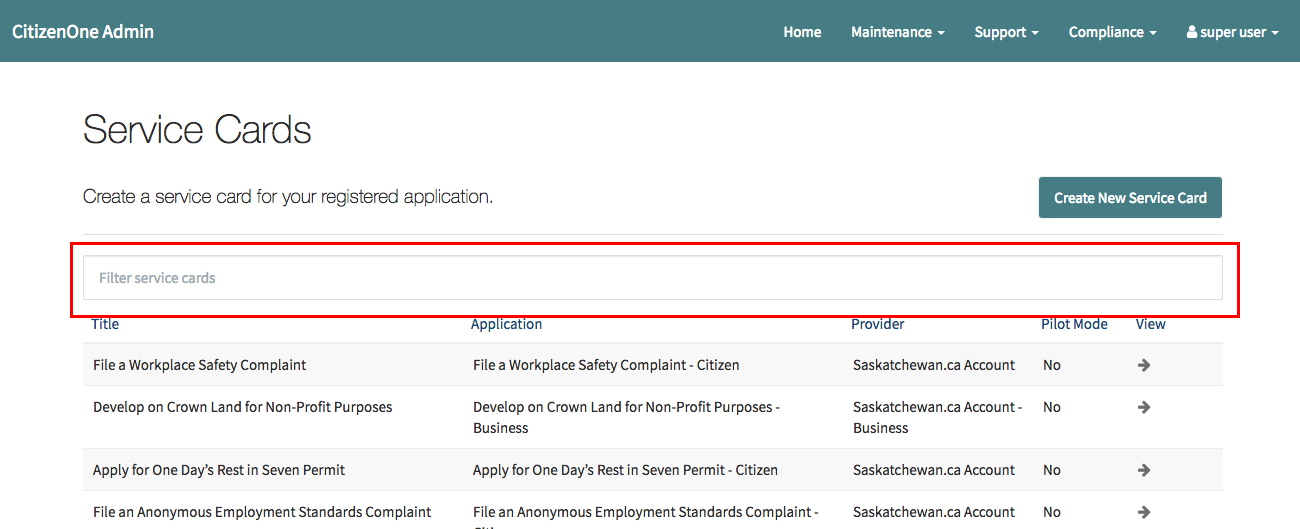 CitizenOne Admin
Home Maintenance Support Compliance super user
Service Cards
Create a service card for your registered application.
Create New Service Card
Filter service cards
Title Application Provider Pilot Mode View
File a Workplace Safety Complaint File a Workplace Safety Complaint - Citizen Saskatchewan.ca Account No
Develop on Crown Land for Non-Profit Purposes Develop on Crown Land for Non-Profit Purposes - Saskatchewan.ca Account - No
Business Business
Apply for One Day’s Rest in Seven Permit Apply for One Day’s Rest in Seven Permit - Citizen Saskatchewan.ca Account No
File an Anonymous Employment Standards Complaint File an Anonymous Employment Standards Complaint - Saskatchewan.ca Account No